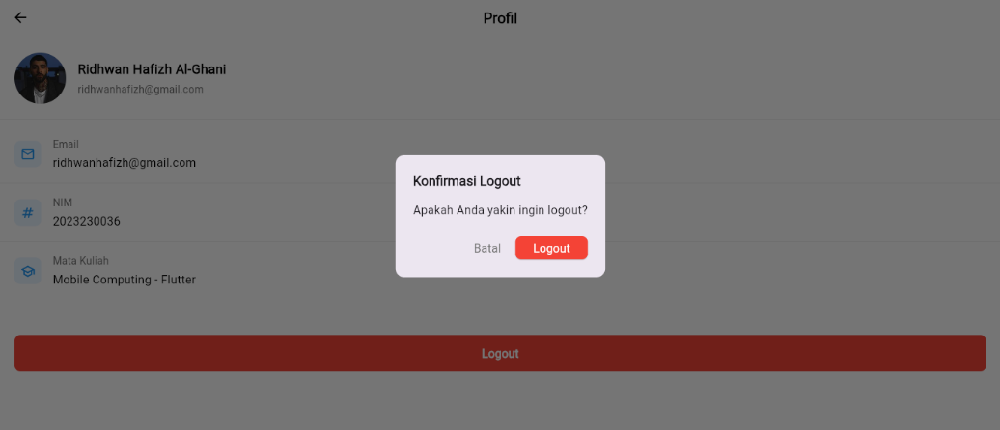 Profil
Ridhwan Hafizh Al-Ghani
ridhwanhafizh@gmail.com
Email
ridhwanhafizh@gmail.com
NIM
2023230036
Mata Kuliah
Mobile Computing - Flutter
Konfirmasi Logout
Apakah Anda yakin ingin logout?
Batal Logout
Logout